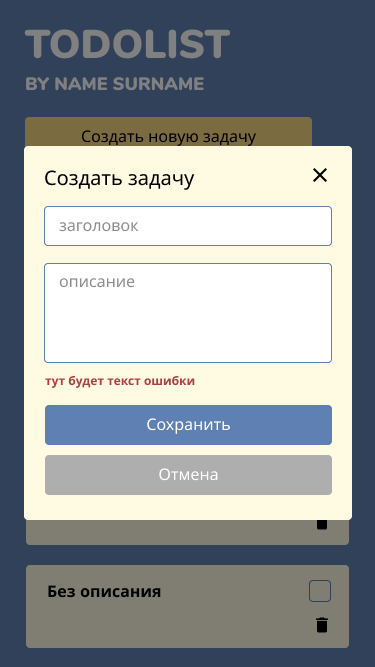 TODOLIST
BY NAME SURNAME
Создать новую задачу
Создать задачу
заголовок
описание
тут будет текст ошибки
Сохранить
Отмена
Без описания